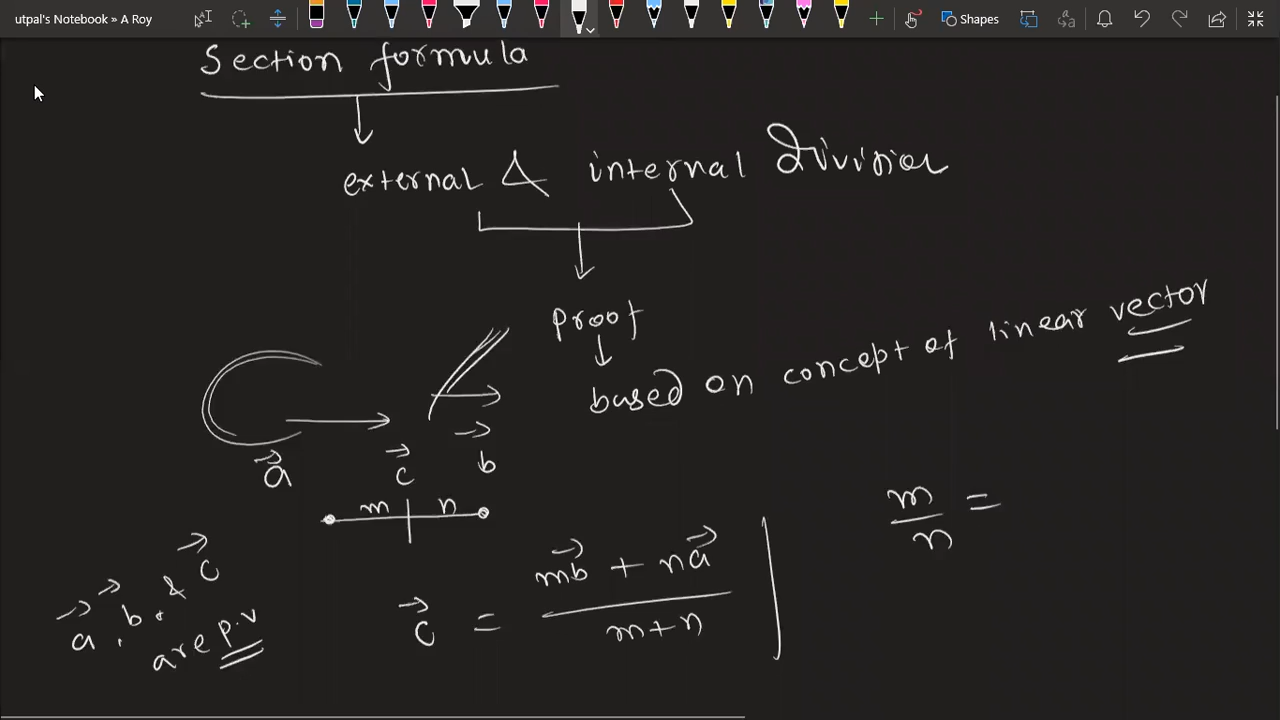 utpal's Notebook » A Roy
Shapes
Section formula
external & internal Division
proof
based on concept of linear vector
a⃗ c⃗ b⃗
m n
m/n =
a⃗, b⃗, & c⃗
are p.v
c⃗ = (mb⃗ + na⃗)/(m+n)